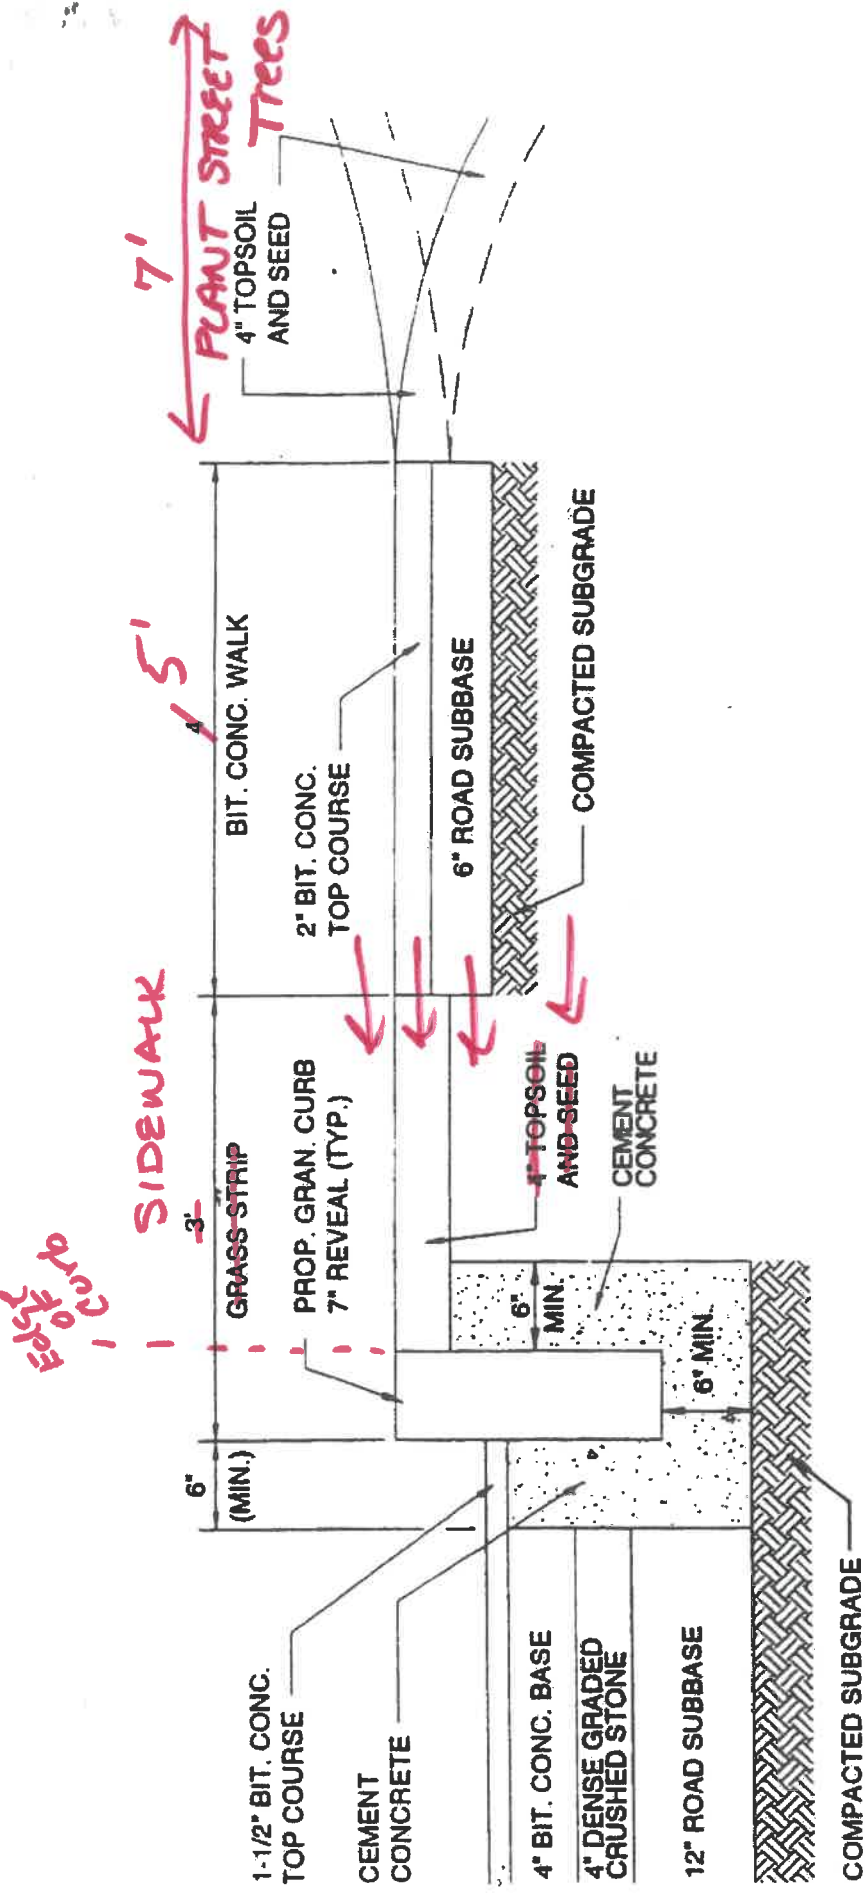 EDGE
OF
CURB
SIDEWALK
5'
7'
PLANT STREET
Trees
6"
(MIN.)
3'
GRASS STRIP
4
BIT. CONC. WALK
4" TOPSOIL
AND SEED
1-1/2" BIT. CONC.
TOP COURSE
PROP. GRAN. CURB
7" REVEAL (TYP.)
2" BIT. CONC.
TOP COURSE
CEMENT
CONCRETE
6" ROAD SUBBASE
4" BIT. CONC. BASE
6"
MIN.
4" TOPSOIL
AND SEED
COMPACTED SUBGRADE
4" DENSE GRADED
CRUSHED STONE
CEMENT
CONCRETE
12" ROAD SUBBASE
6" MIN.
COMPACTED SUBGRADE